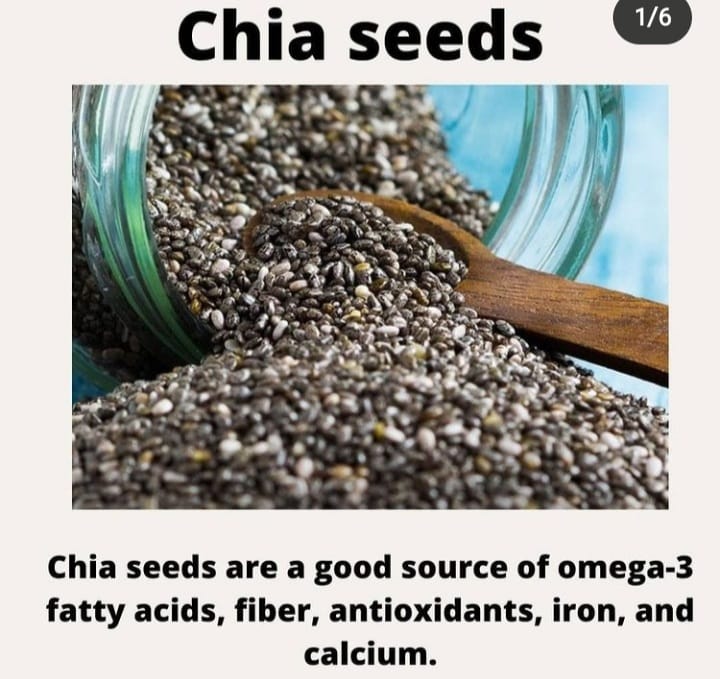 Chia seeds
1/6
Chia seeds are a good source of omega-3
fatty acids, fiber, antioxidants, iron, and
calcium.